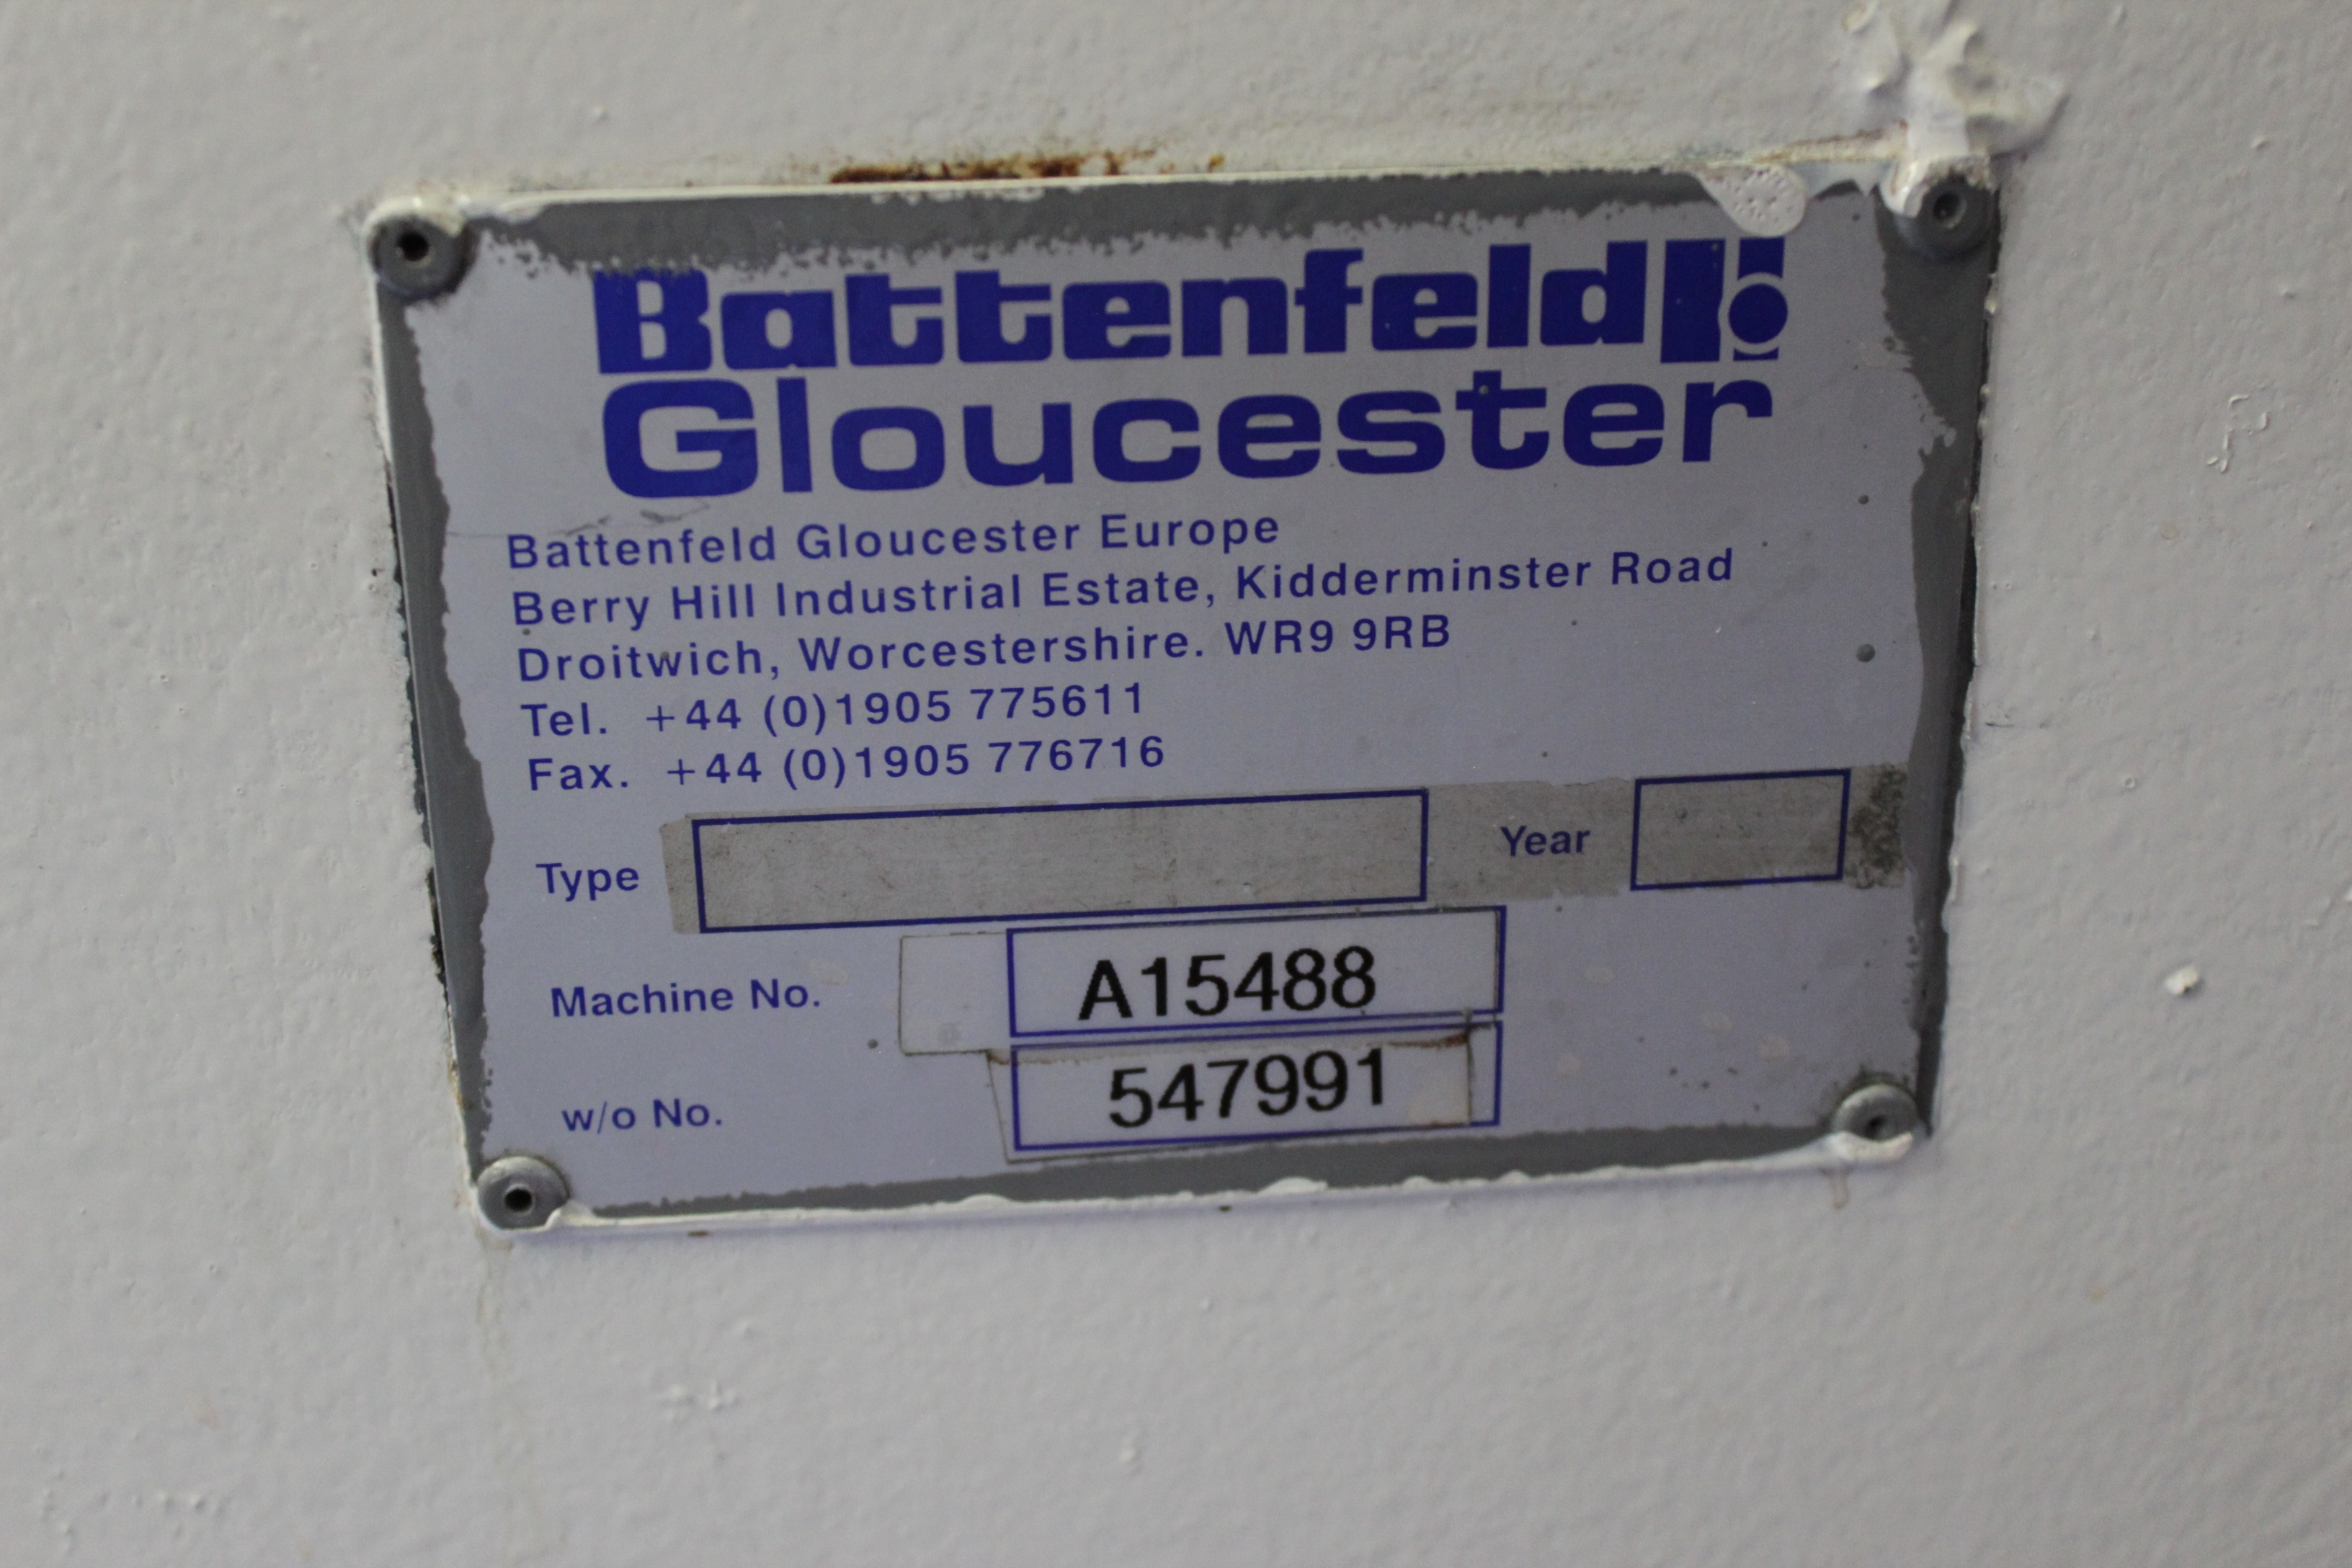 Battenfeld
Gloucester
Battenfeld Gloucester Europe
Berry Hill Industrial Estate, Kidderminster Road
Droitwich, Worcestershire. WR9 9RB
Tel. +44 (0)1905 775611
Fax. +44 (0)1905 776716
Type Year
Machine No. A15488
w/o No. 547991